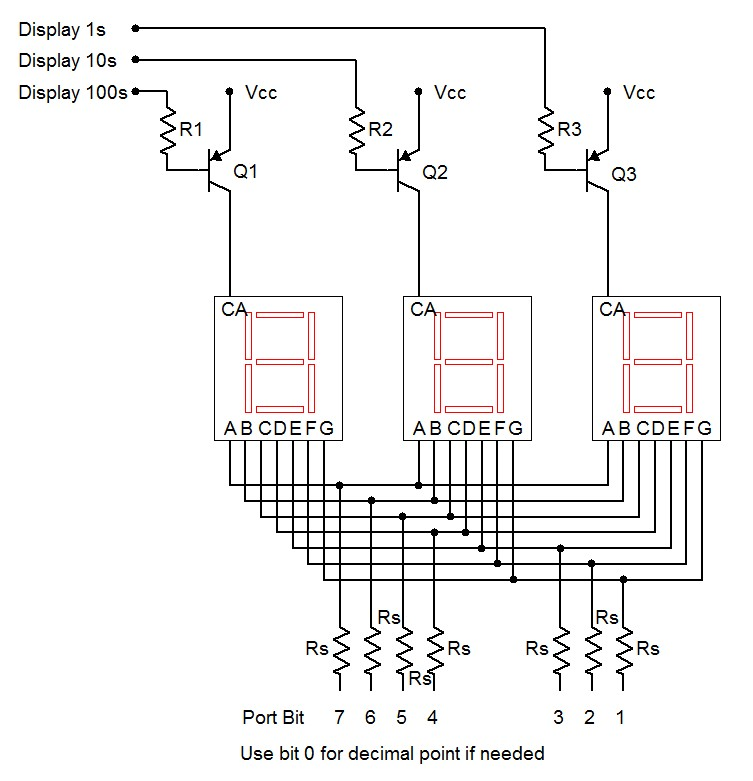 Display 1s
Display 10s
Display 100s
Vcc Vcc Vcc
R1 R2 R3
Q1 Q2 Q3
CA CA CA
A B C D E F G A B C D E F G A B C D E F G
Rs Rs
Rs Rs Rs Rs
Rs
Port Bit 7 6 5 4 3 2 1
Use bit 0 for decimal point if needed